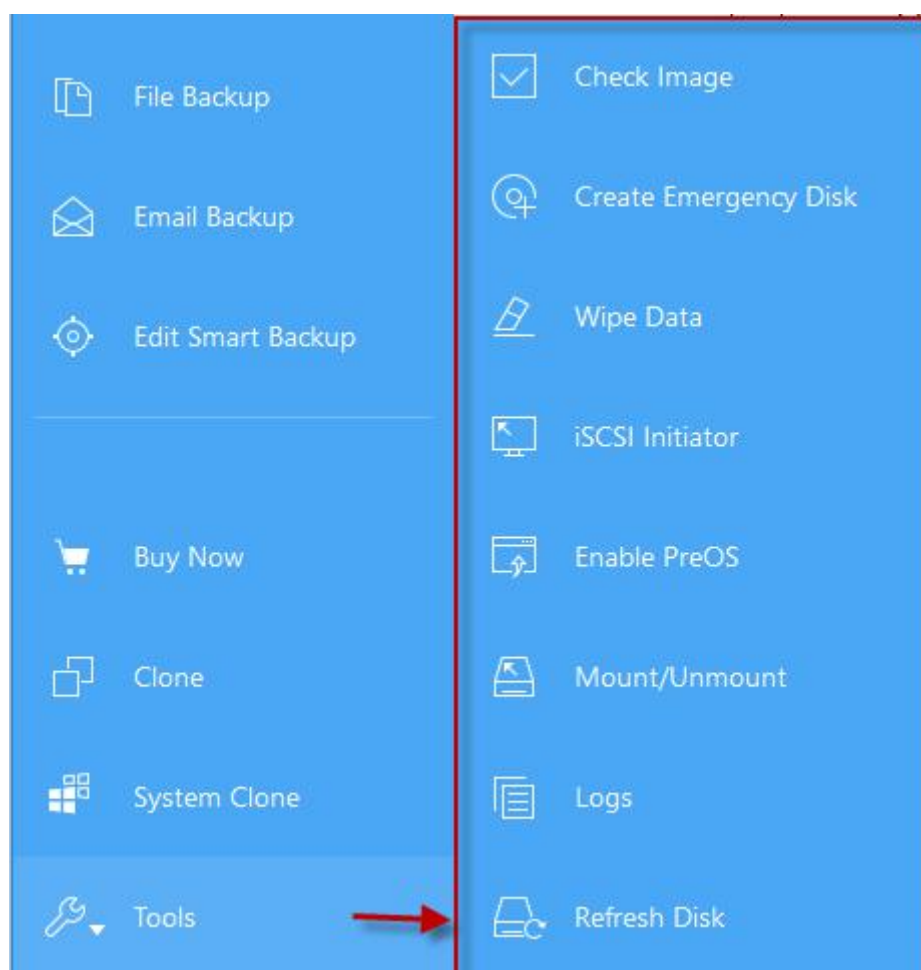 File Backup
Email Backup
Edit Smart Backup
Buy Now
Clone
System Clone
Tools
Check Image
Create Emergency Disk
Wipe Data
iSCSI Initiator
Enable PreOS
Mount/Unmount
Logs
Refresh Disk